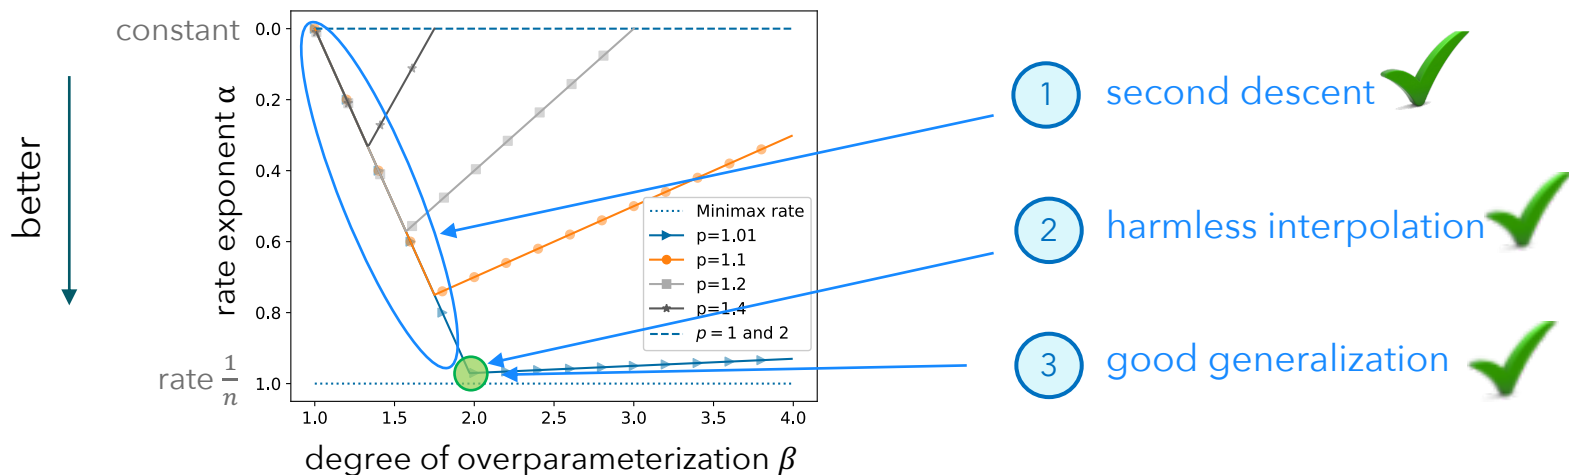 constant
better
rate exponent α
rate 1/n
0.0
0.2
0.4
0.6
0.8
1.0
1.0 1.5 2.0 2.5 3.0 3.5 4.0
degree of overparameterization β
Minimax rate
p=1.01
p=1.1
p=1.2
p=1.4
p = 1 and 2
1 second descent
2 harmless interpolation
3 good generalization